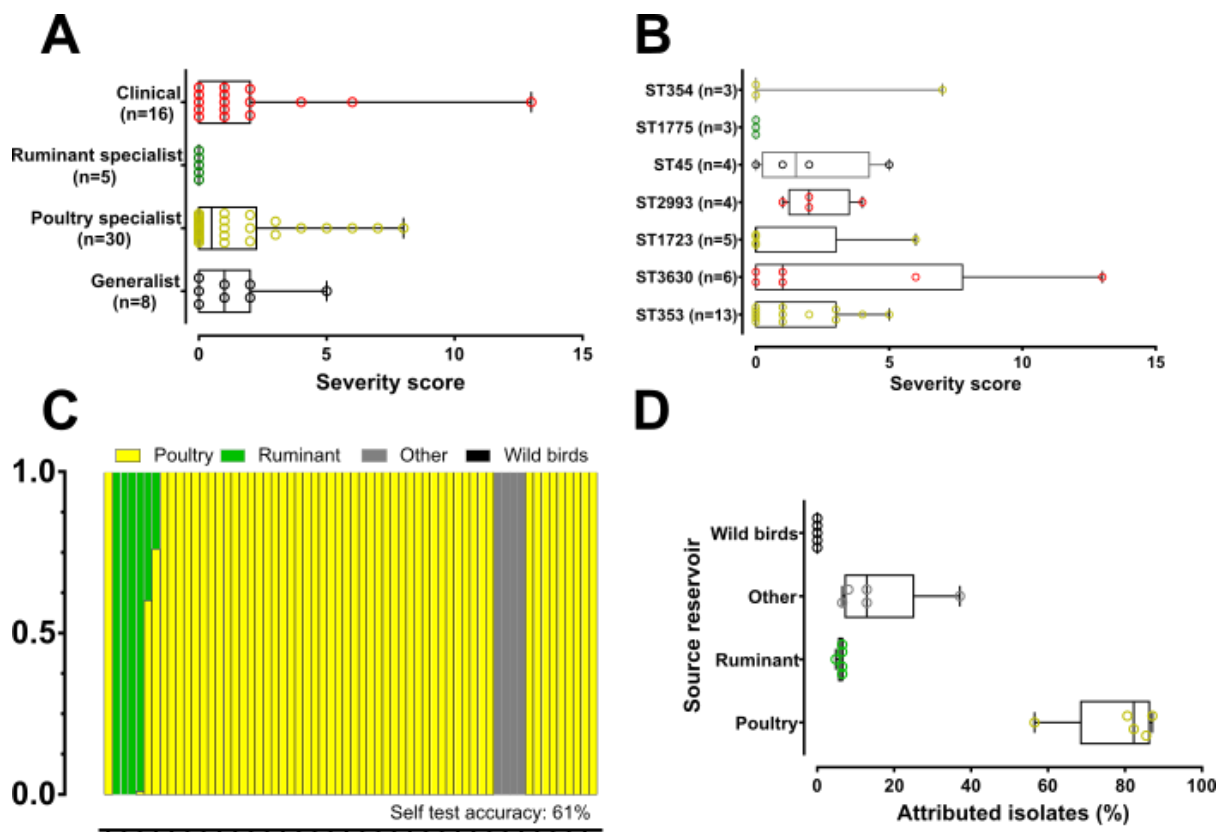 A
Clinical
(n=16)
Ruminant specialist
(n=5)
Poultry specialist
(n=30)
Generalist
(n=8)
0 5 10 15
Severity score
B
ST354 (n=3)
ST1775 (n=3)
ST45 (n=4)
ST2993 (n=4)
ST1723 (n=5)
ST3630 (n=6)
ST353 (n=13)
0 5 10 15
Severity score
C
Poultry Ruminant Other Wild birds
1.0
0.5
0.0
Self test accuracy: 61%
D
Source reservoir
Wild birds
Other
Ruminant
Poultry
0 20 40 60 80 100
Attributed isolates (%)